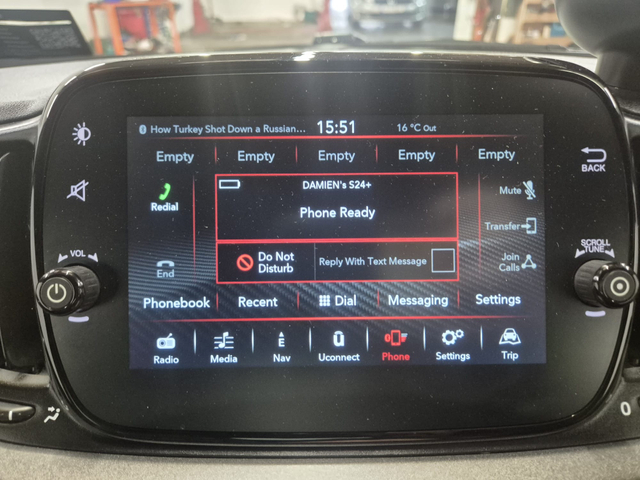 How Turkey Shot Down a Russian... 15:51 16 °C Out
Empty Empty Empty Empty Empty
DAMIEN's S24+
Phone Ready
Redial
Mute
Transfer
Do Not
Disturb
Reply With Text Message
End
Join
Calls
Phonebook Recent Dial Messaging Settings
E
Radio Media Nav Uconnect Phone Settings Trip
BACK
VOL
SCROLL
TUNE
0